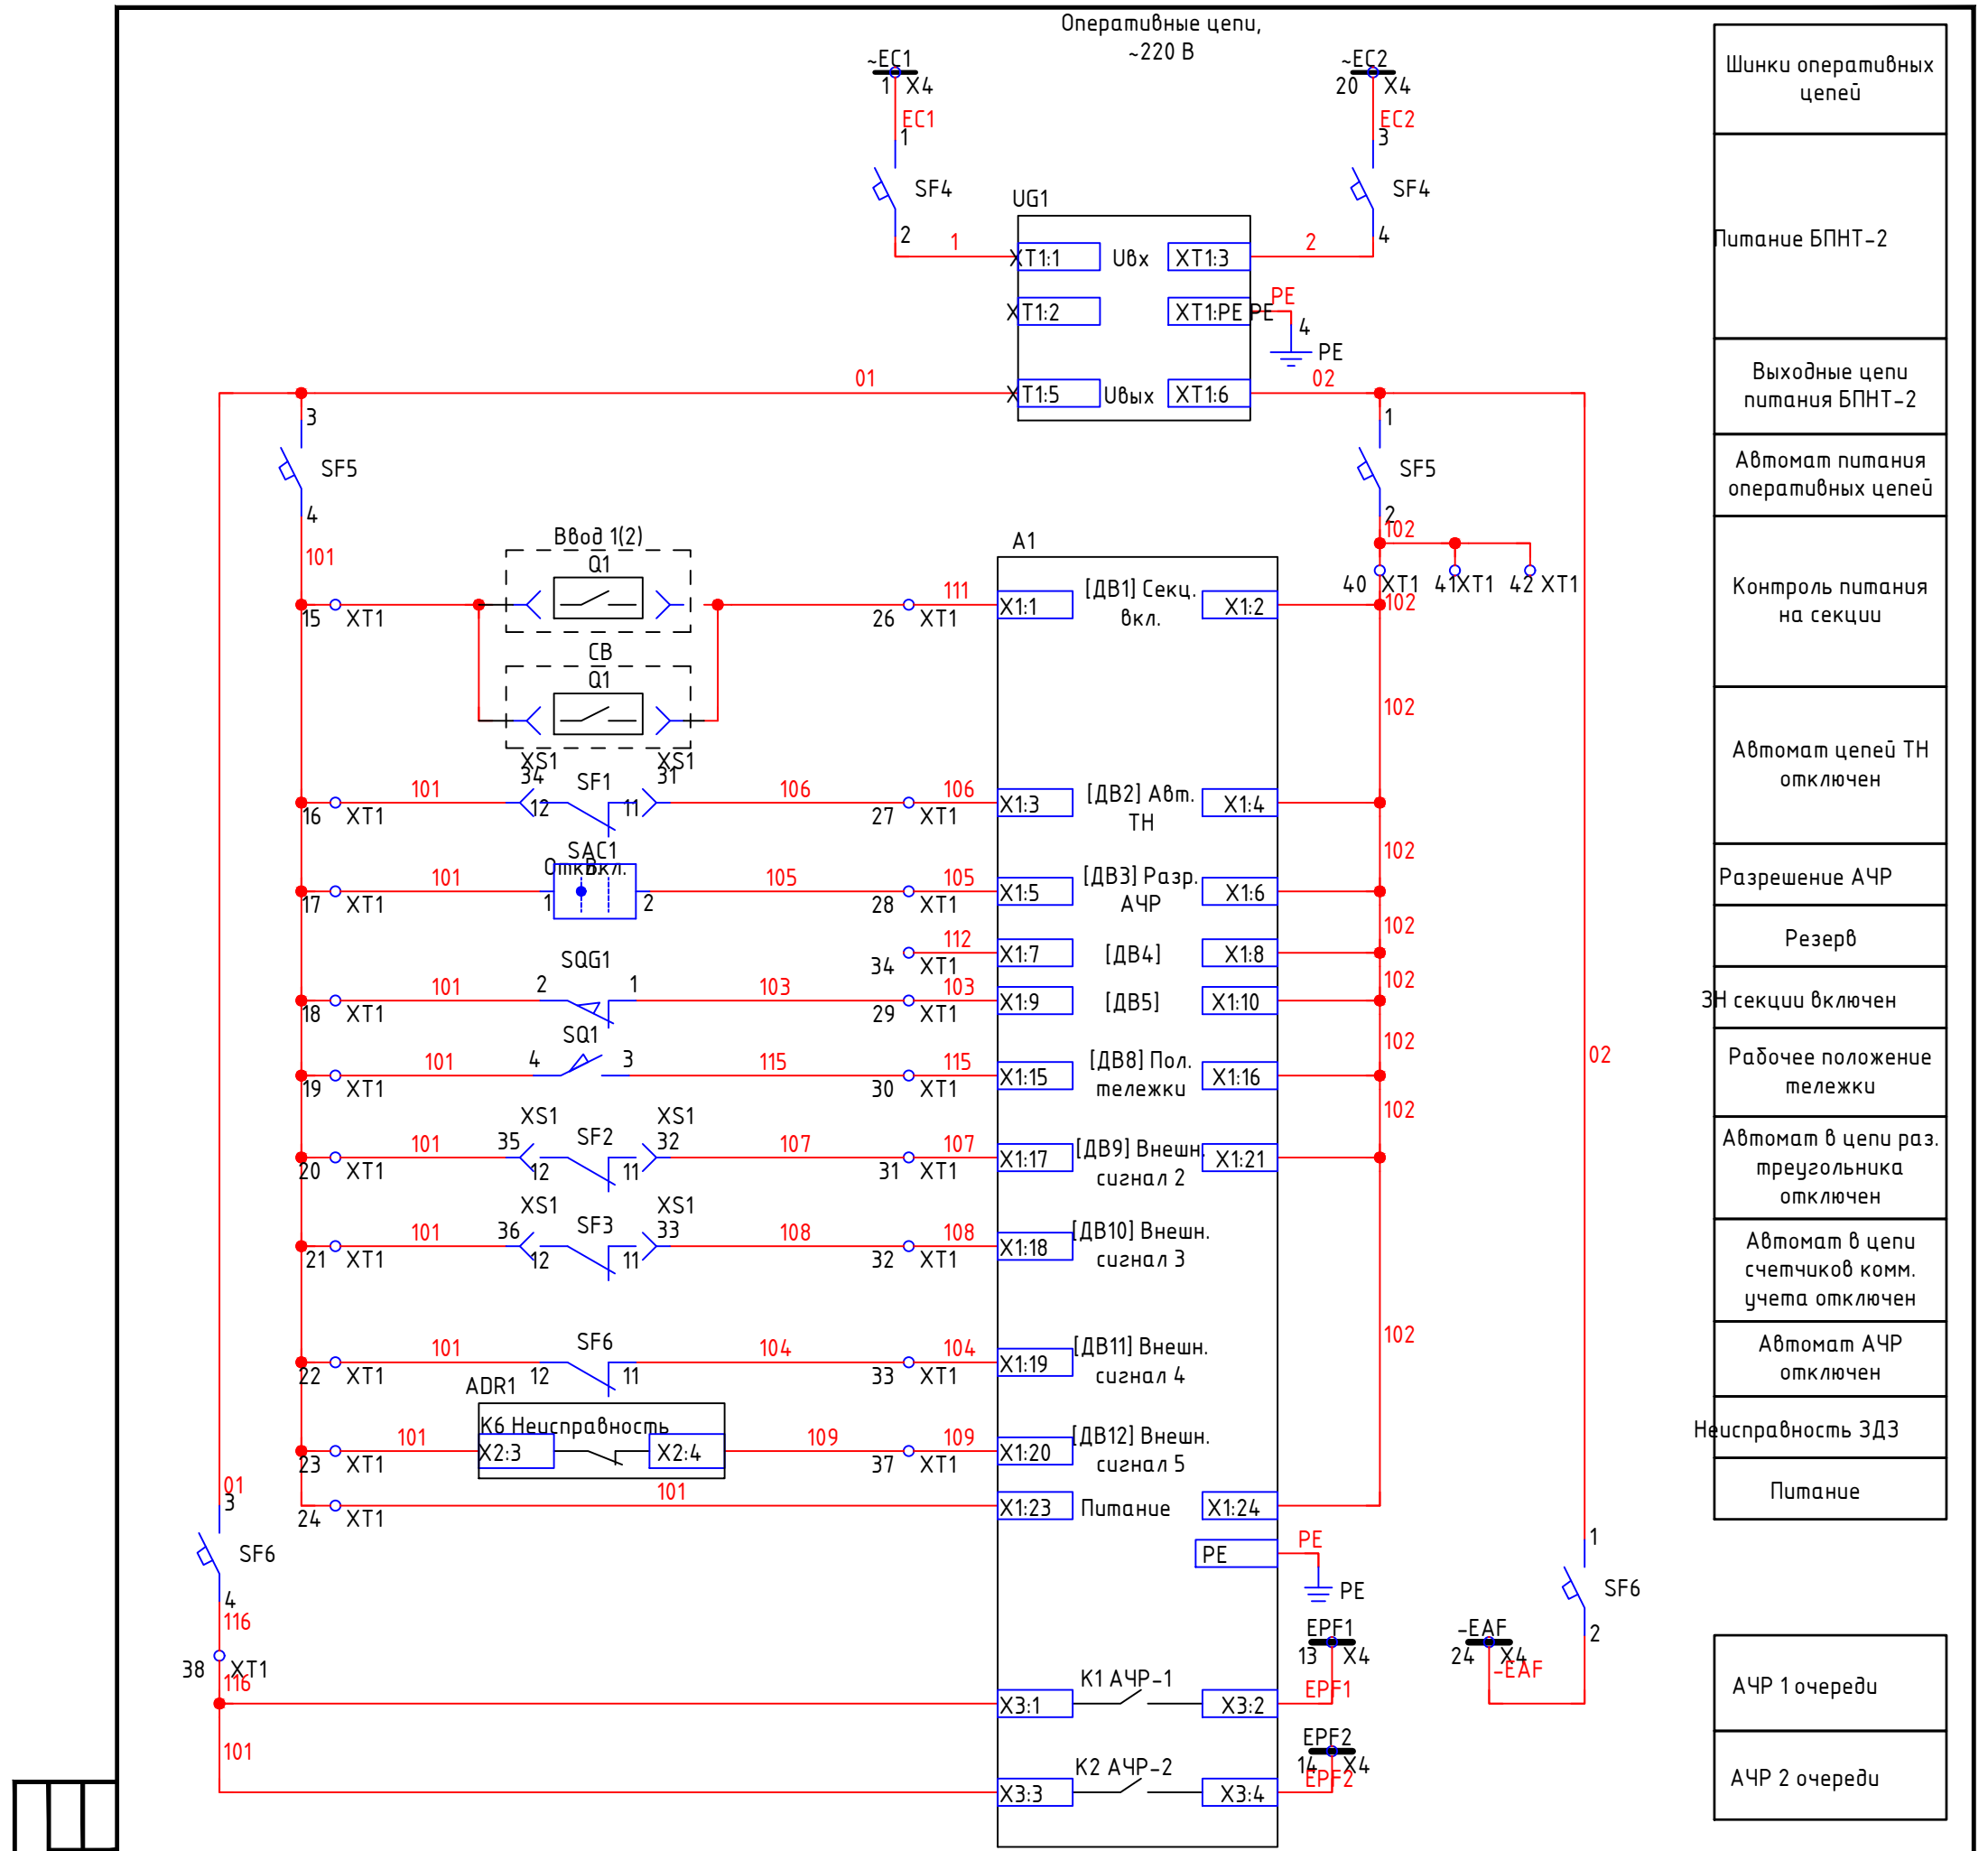 Оперативные цепи,
~220 В
~EC1
1 X4
EC1
1
SF4
2
1
~EC2
20 X4
EC2
3
SF4
4
2
UG1
XT1:1 Uвх XT1:3
XT1:2 XT1:PE PE
PE
4
PE
XT1:5 Uвых XT1:6
01
02
3
SF5
4
101
1
SF5
2
102
40 XT1 41 XT1 42 XT1
102
Ввод 1(2)
Q1
СВ
Q1
15 XT1
26 XT1
111
A1
X1:1 [ДВ1] Секц. вкл. X1:2
102
XS1 XS1
34 SF1 31
16 XT1 101 12 11 106 27 XT1 106
X1:3 [ДВ2] Авт. ТН X1:4
102
SAC1
Откл. Вкл.
17 XT1 101 1 2 105 28 XT1 105
X1:5 [ДВ3] Разр. АЧР X1:6
102
34 XT1 112
X1:7 [ДВ4] X1:8
102
SQG1
18 XT1 101 2 1 103 29 XT1 103
X1:9 [ДВ5] X1:10
102
SQ1
19 XT1 101 4 3 115 30 XT1 115
X1:15 [ДВ8] Пол. тележки X1:16
102
XS1 XS1
35 SF2 32
20 XT1 101 12 11 107 31 XT1 107
X1:17 [ДВ9] Внешн. сигнал 2 X1:21
XS1 XS1
36 SF3 33
21 XT1 101 12 11 108 32 XT1 108
X1:18 [ДВ10] Внешн. сигнал 3
SF6
22 XT1 101 12 11 104 33 XT1 104
X1:19 [ДВ11] Внешн. сигнал 4
102
ADR1
K6 Неисправность
23 XT1 101 X2:3 X2:4 109 37 XT1 109
X1:20 [ДВ12] Внешн. сигнал 5
24 XT1 101
X1:23 Питание X1:24
PE PE
PE
01
3
SF6
4
116
38 XT1
116
101
02
1
SF6
2
-EAF
24 X4
-EAF
EPF1
13 X4
EPF1
X3:1 K1 АЧР-1 X3:2
EPF2
14 X4
EPF2
X3:3 K2 АЧР-2 X3:4
Шинки оперативных
цепей
Питание БПНТ-2
Выходные цепи
питания БПНТ-2
Автомат питания
оперативных цепей
Контроль питания
на секции
Автомат цепей ТН
отключен
Разрешение АЧР
Резерв
ЗН секции включен
Рабочее положение
тележки
Автомат в цепи раз.
треугольника
отключен
Автомат в цепи
счетчиков комм.
учета отключен
Автомат АЧР
отключен
Неисправность ЗДЗ
Питание
АЧР 1 очереди
АЧР 2 очереди